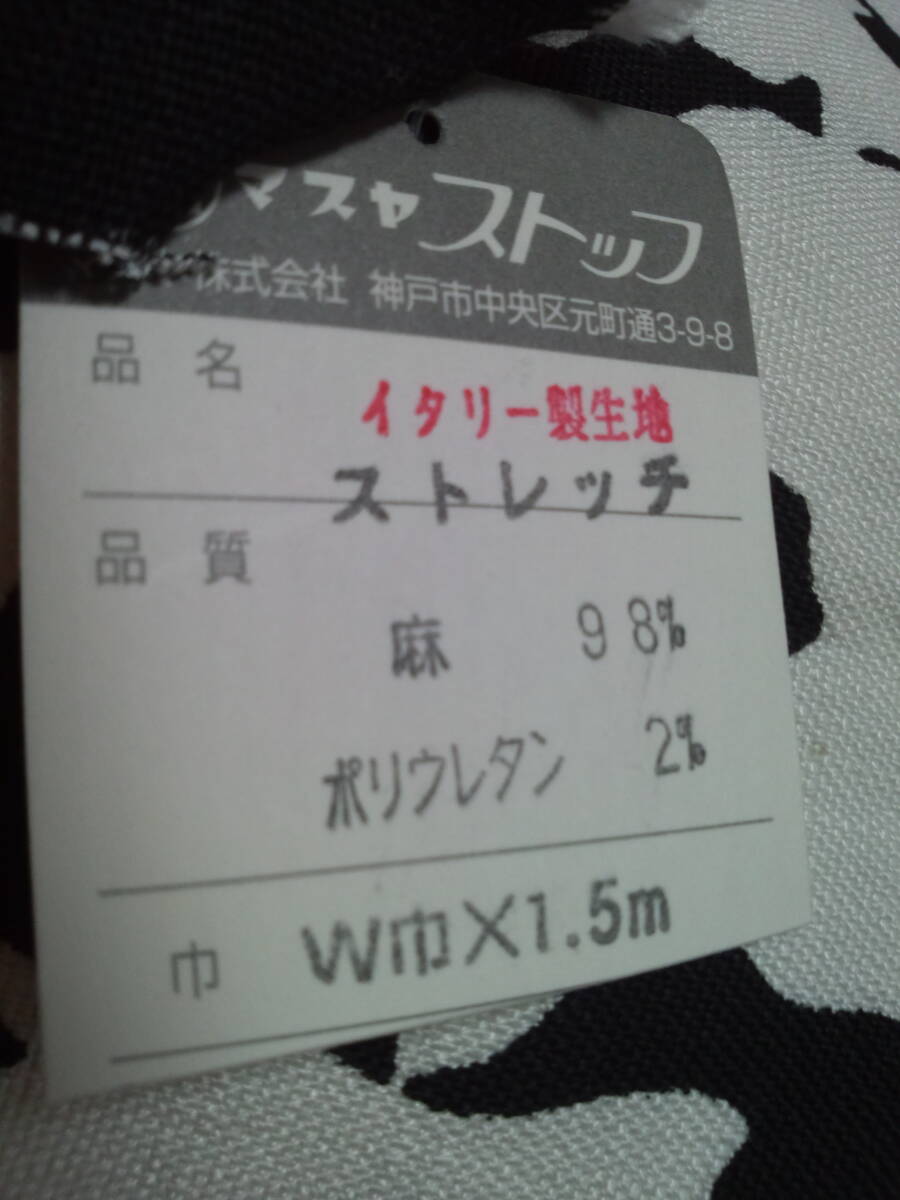 マスヤストッフ
株式会社 神戸市中央区元町通3-9-8
品名
イタリー製生地
ストレッチ
品質
麻 98%
ポリウレタン 2%
巾 W巾×1.5m